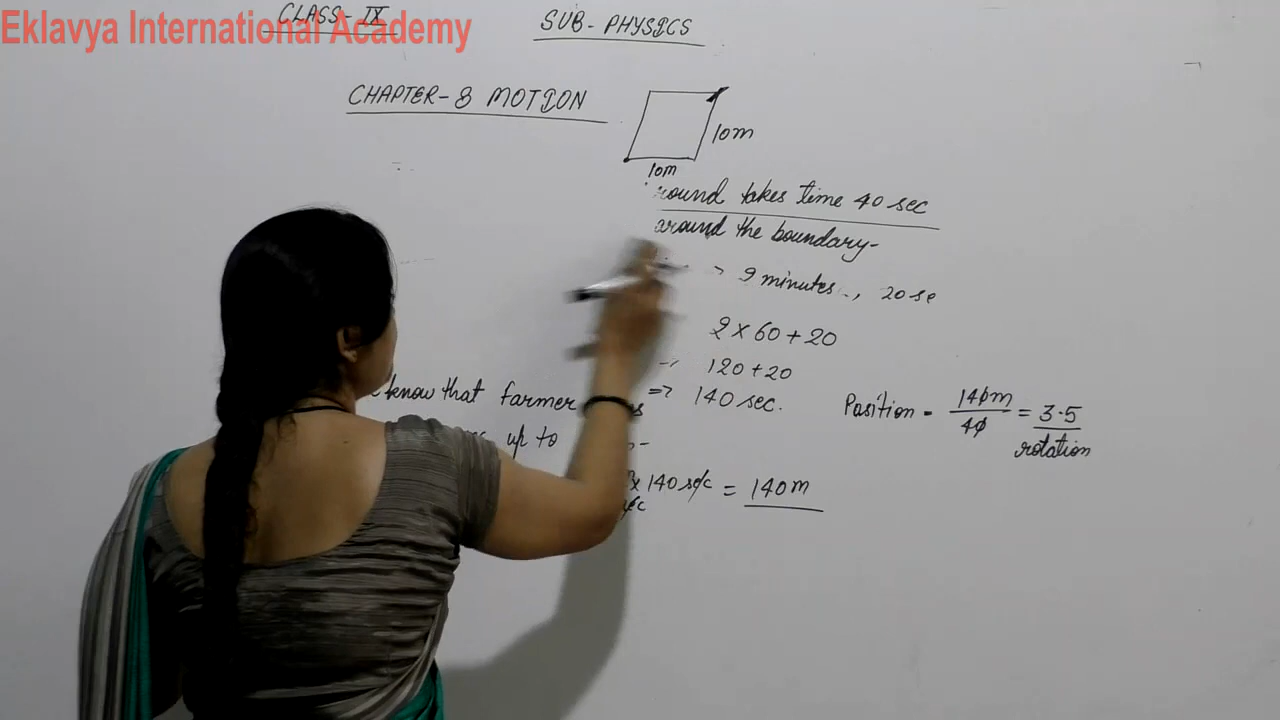 CLASS IX
Eklavya International Academy
SUB- PHYSICS
CHAPTER- 8 MOTION
10m
10m
round takes time 40 sec
around the boundary-
9 minutes.., 20 se
2 x 60 + 20
120 + 20
know that farmer => 140 sec.
Position = 140m / 40 = 3.5
rotation
up to
x 140 sec = 140m
sec